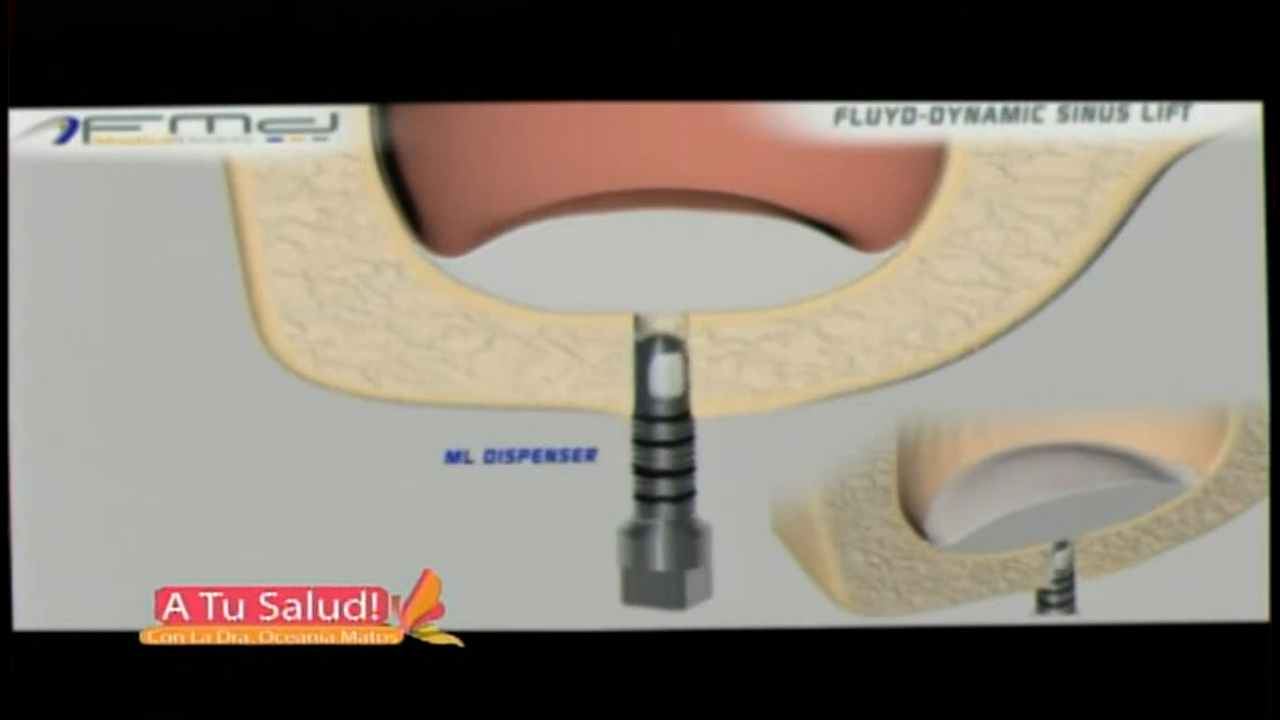 FMd
FLUYD-DYNAMIC SINUS LIFT
ML DISPENSER
A Tu Salud!
Con La Dra. Oceania Matos